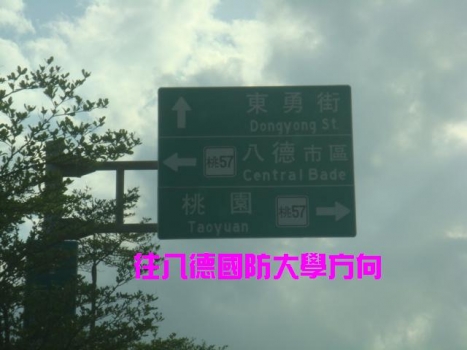 東勇街
Dongyong St.
桃57 八德市區
Central Bade
桃園 桃57
Taoyuan
往八德國防大學方向